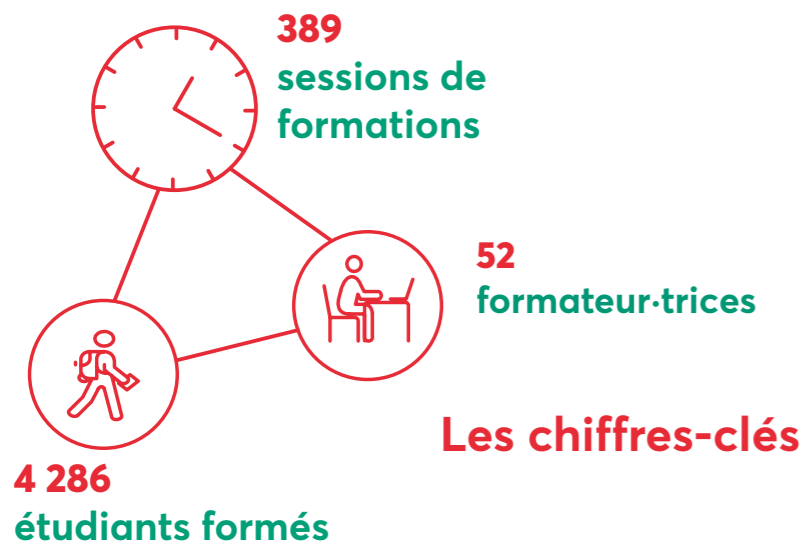 389
sessions de
formations
52
formateur·trices
Les chiffres-clés
4 286
étudiants formés